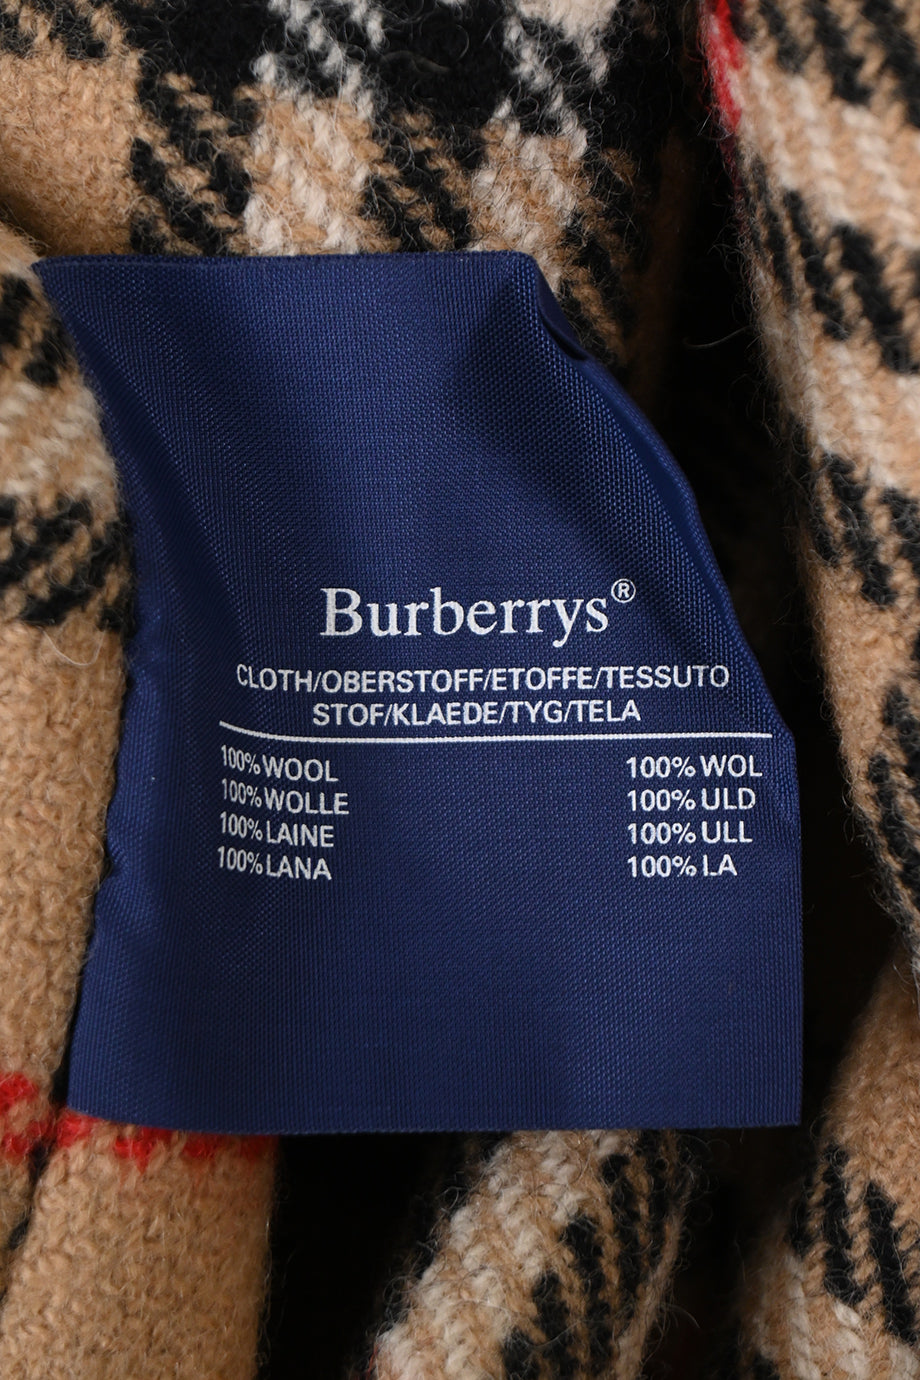 Burberrys®
CLOTH/OBERSTOFF/ETOFFE/TESSUTO
STOF/KLAEDE/TYG/TELA
100% WOOL
100% WOLLE
100% LAINE
100% LANA
100% WOL
100% ULD
100% ULL
100% LA